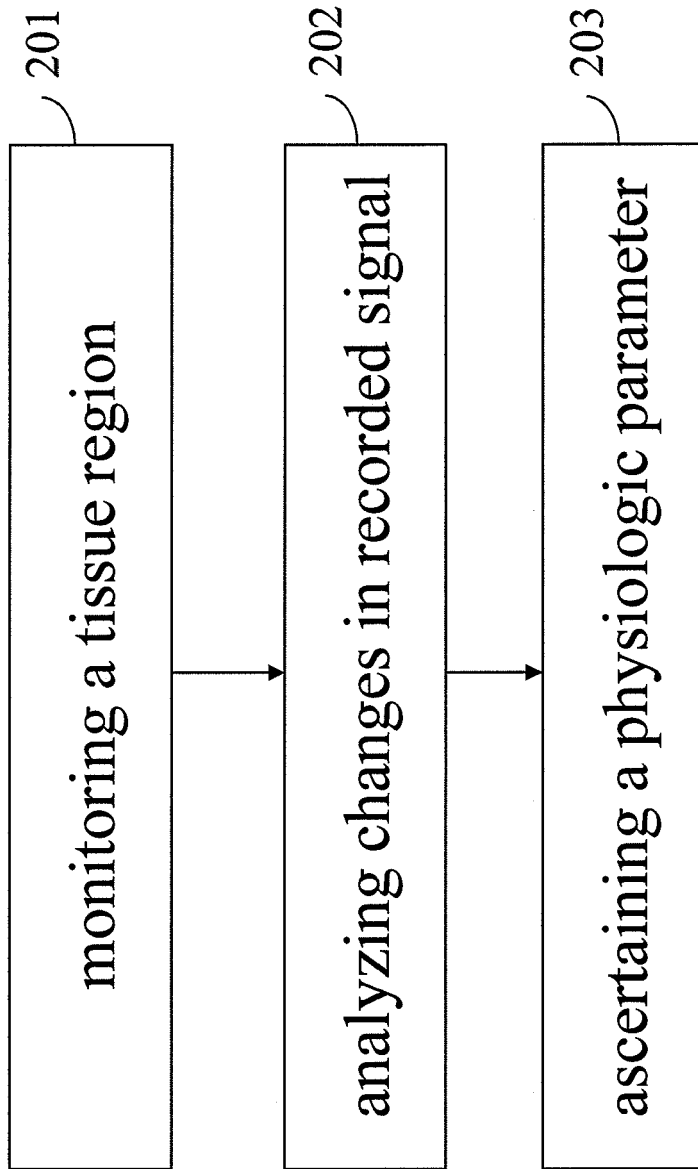 201
monitoring a tissue region
202
analyzing changes in recorded signal
203
ascertaining a physiologic parameter